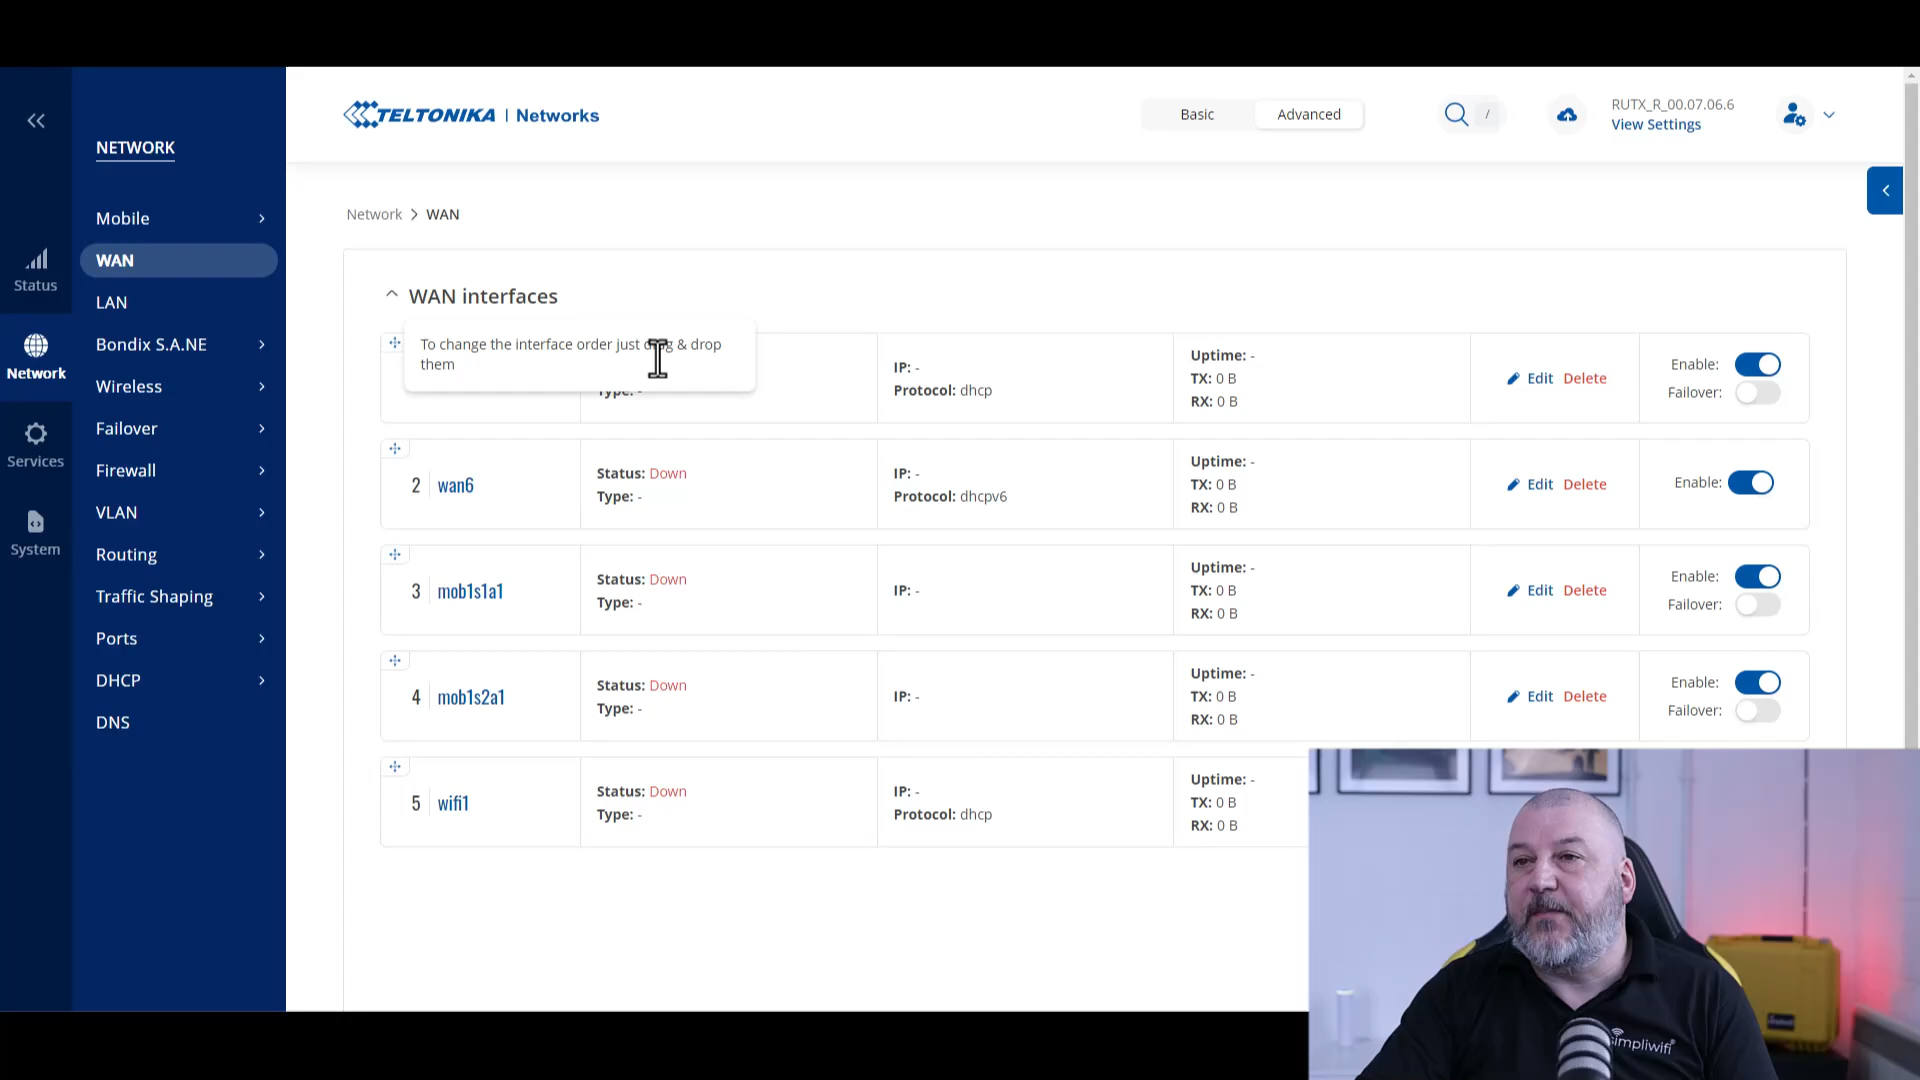 TELTONIKA | Networks
Basic
Advanced
/
RUTX_R_00.07.06.6
View Settings
NETWORK
Mobile
WAN
LAN
Bondix S.A.NE
Wireless
Failover
Firewall
VLAN
Routing
Traffic Shaping
Ports
DHCP
DNS
Status
Network
Services
System
Network > WAN
WAN interfaces
To change the interface order just drag & drop
them
Type: -
IP: -
Protocol: dhcp
Uptime: -
TX: 0 B
RX: 0 B
Edit Delete
Enable:
Failover:
2 wan6
Status: Down
Type: -
IP: -
Protocol: dhcpv6
Uptime: -
TX: 0 B
RX: 0 B
Edit Delete
Enable:
3 mob1s1a1
Status: Down
Type: -
IP: -
Uptime: -
TX: 0 B
RX: 0 B
Edit Delete
Enable:
Failover:
4 mob1s2a1
Status: Down
Type: -
IP: -
Uptime: -
TX: 0 B
RX: 0 B
Edit Delete
Enable:
Failover:
5 wifi1
Status: Down
Type: -
IP: -
Protocol: dhcp
Uptime: -
TX: 0 B
RX: 0 B
simpliwifi